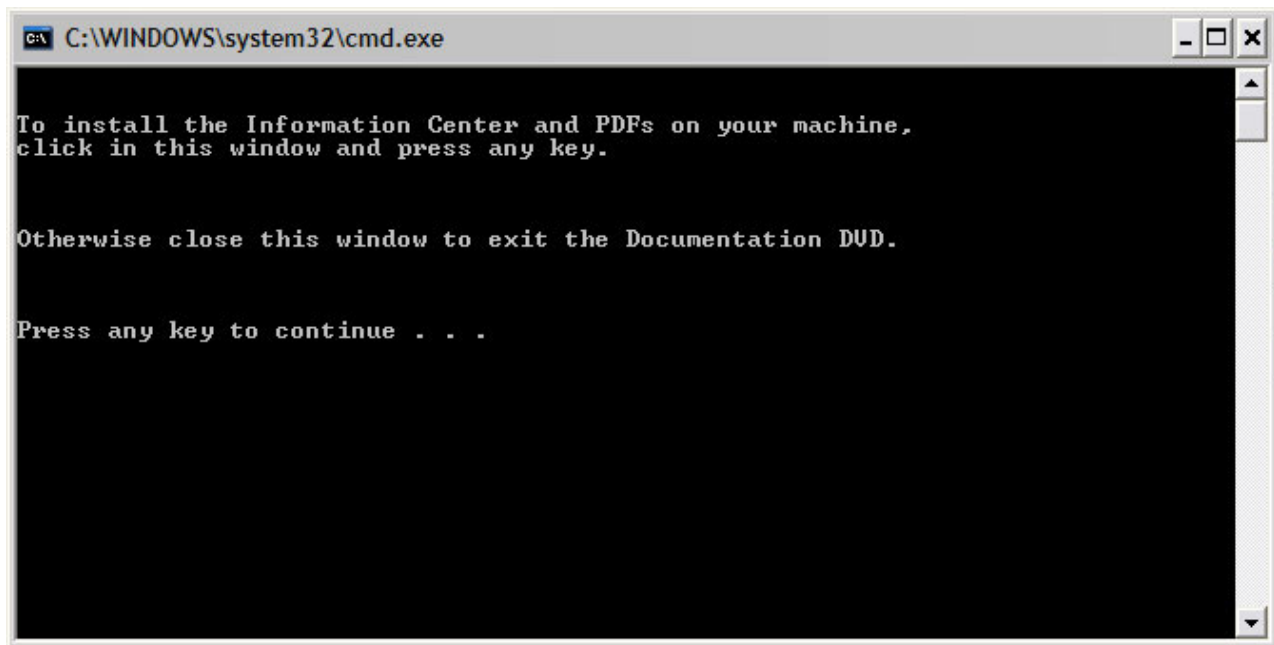 C:\WINDOWS\system32\cmd.exe
To install the Information Center and PDFs on your machine,
click in this window and press any key.
Otherwise close this window to exit the Documentation DVD.
Press any key to continue . . .